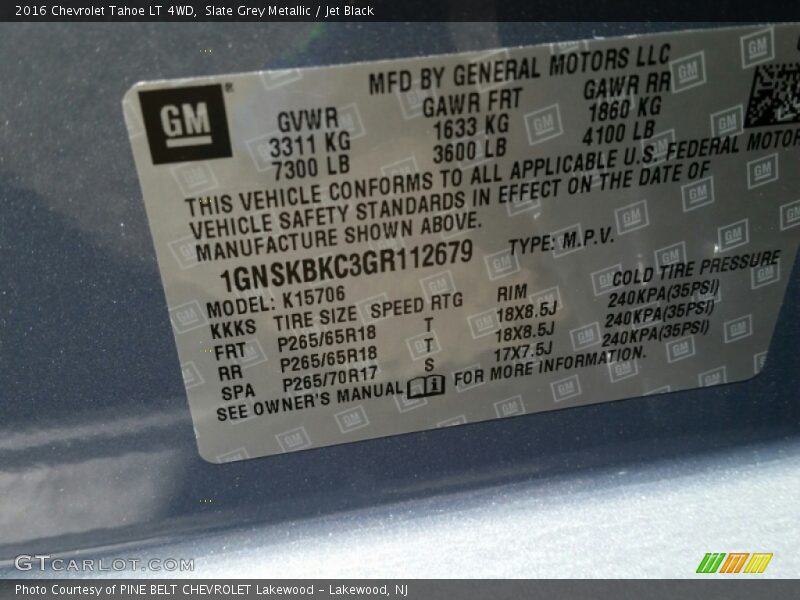 2016 Chevrolet Tahoe LT 4WD, Slate Grey Metallic / Jet Black
GM
MFD BY GENERAL MOTORS LLC
GVWR GAWR FRT GAWR RR
3311 KG 1633 KG 1860 KG
7300 LB 3600 LB 4100 LB
THIS VEHICLE CONFORMS TO ALL APPLICABLE U.S. FEDERAL MOTOR
VEHICLE SAFETY STANDARDS IN EFFECT ON THE DATE OF
MANUFACTURE SHOWN ABOVE.
1GNSKBKC3GR112679 TYPE: M.P.V.
MODEL: K15706
KKKS TIRE SIZE SPEED RTG RIM COLD TIRE PRESSURE
FRT P265/65R18 T 18X8.5J 240KPA(35PSI)
RR P265/65R18 T 18X8.5J 240KPA(35PSI)
SPA P265/70R17 S 17X7.5J 240KPA(35PSI)
SEE OWNER'S MANUAL FOR MORE INFORMATION.
GTCARLOT.COM
Photo Courtesy of PINE BELT CHEVROLET Lakewood - Lakewood, NJ